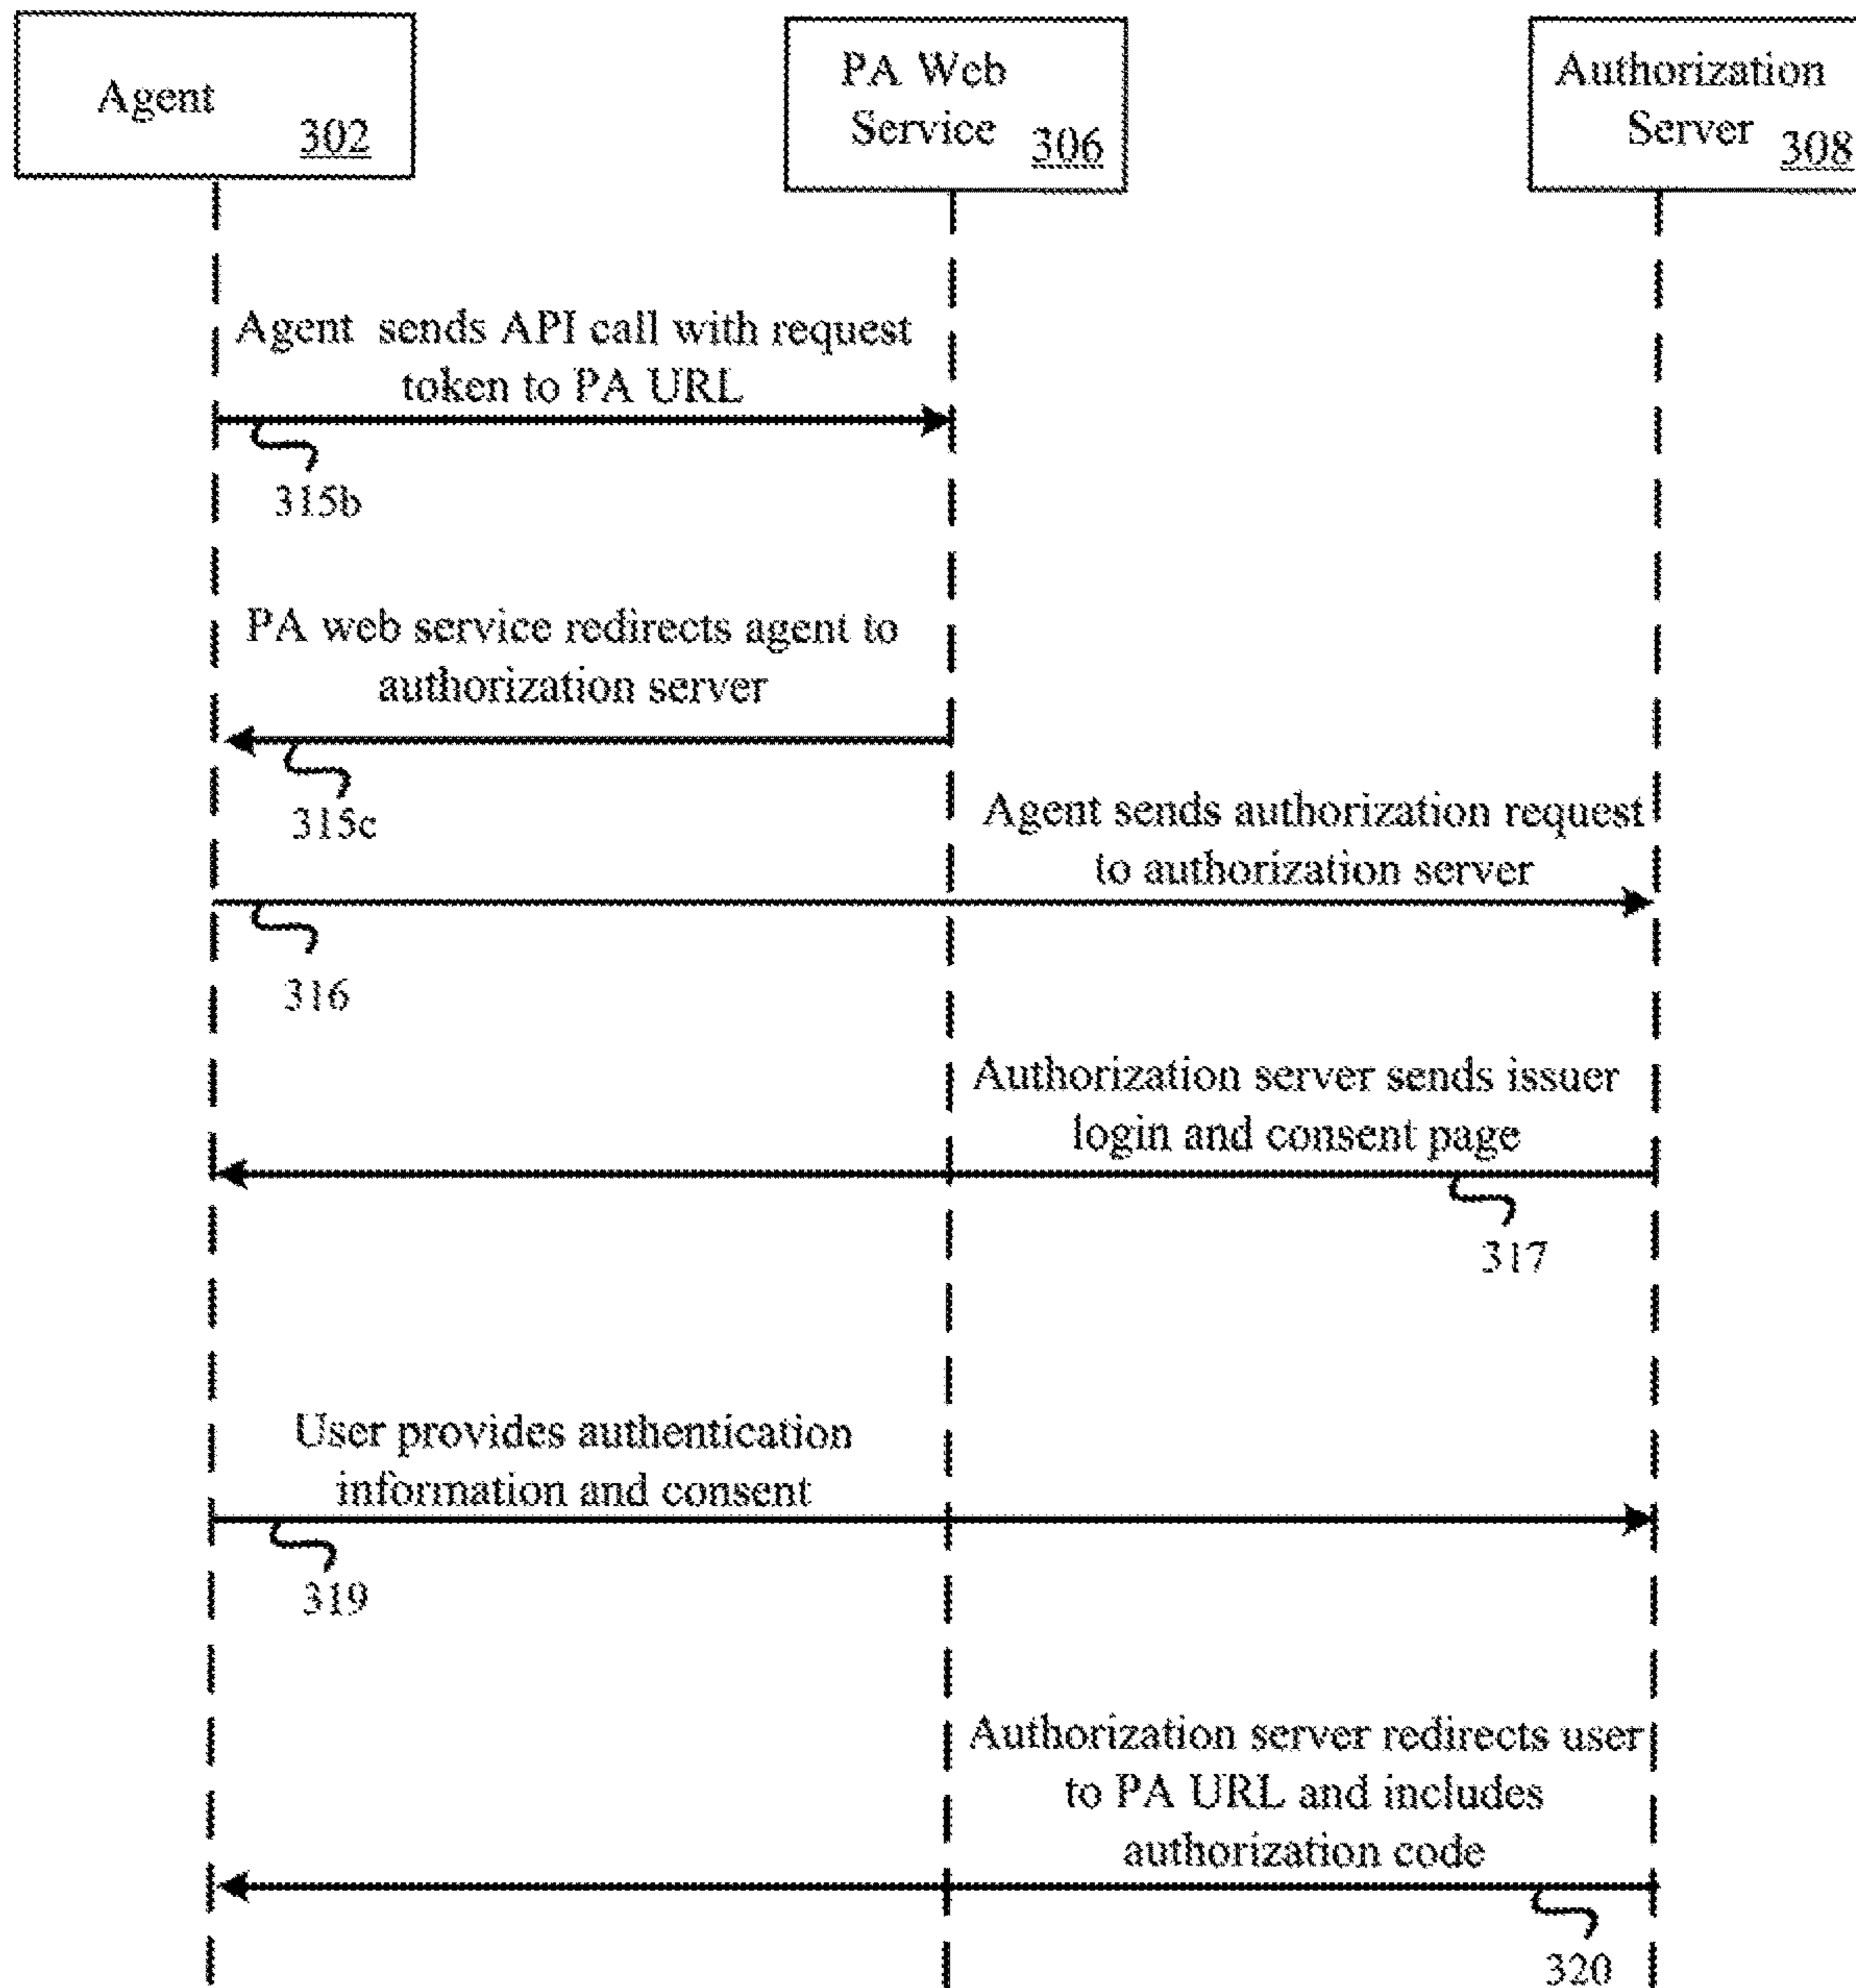 Agent
302
PA Web
Service
306
Authorization
Server
308
Agent sends API call with request
token to PA URL
315b
PA web service redirects agent to
authorization server
315c
Agent sends authorization request
to authorization server
316
Authorization server sends issuer
login and consent page
317
User provides authentication
information and consent
319
Authorization server redirects user
to PA URL and includes
authorization code
320